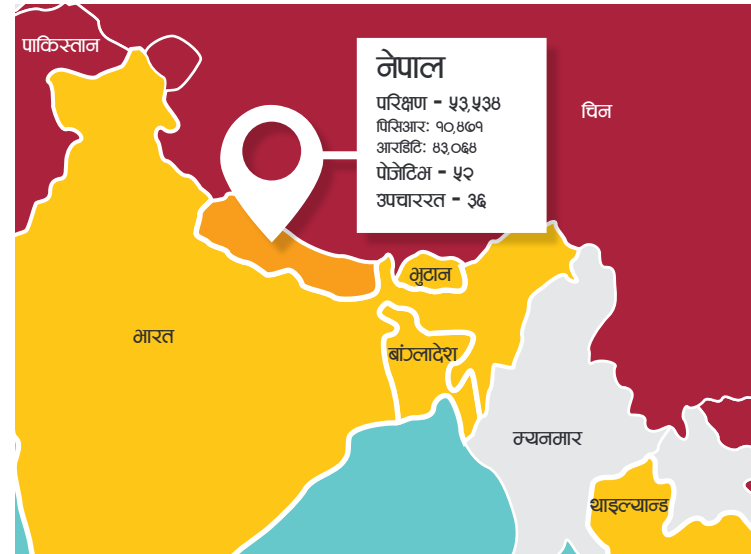 पाकिस्तान
नेपाल
परिक्षण - ५३,५३४
पिसिआर: १०,४७१
आरडिटि: ४३,०६४
पोजेटिभ - ५२
उपचाररत - ३६
चिन
भुटान
भारत
बांग्लादेश
म्यनमार
थाइल्यान्ड